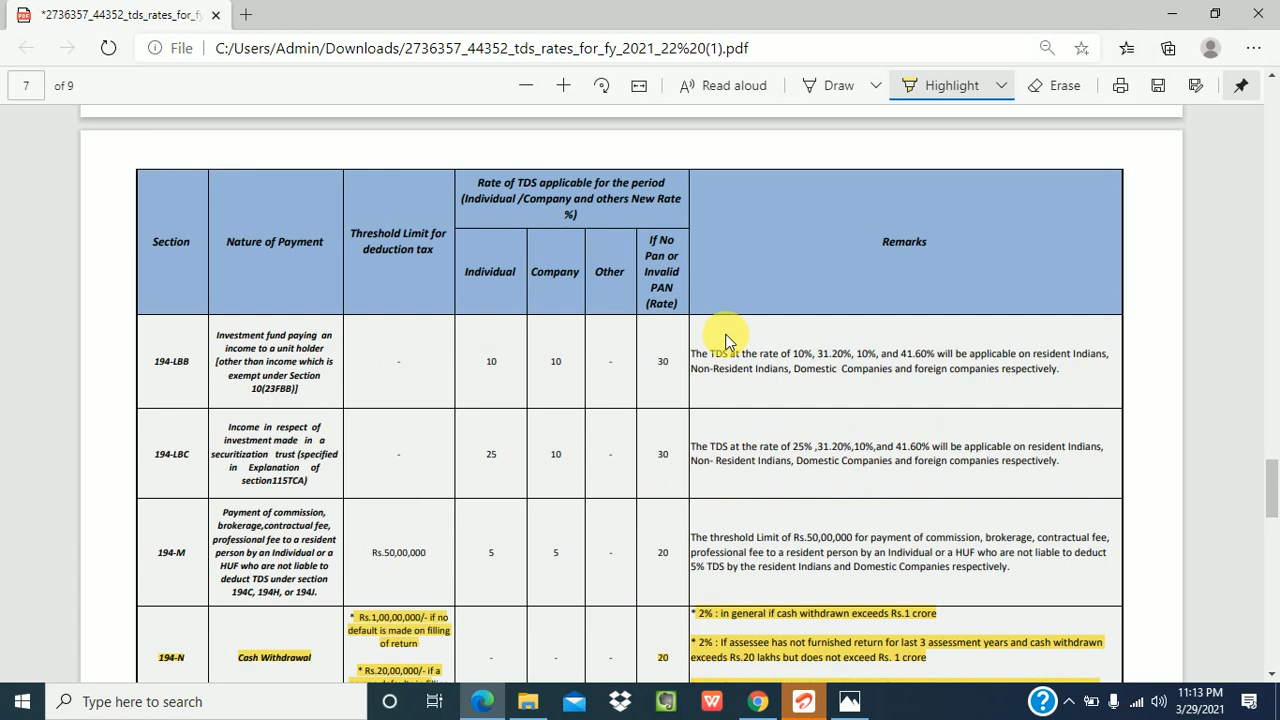 *2736357_44352_tds_rates_for_fy
File
C:/Users/Admin/Downloads/2736357_44352_tds_rates_for_fy_2021_22%20(1).pdf
7 of 9
Read aloud
Draw
Highlight
Erase
Section
Nature of Payment
Threshold Limit for
deduction tax
Rate of TDS applicable for the period
(Individual /Company and others New Rate
%)
Individual
Company
Other
If No
Pan or
Invalid
PAN
(Rate)
Remarks
194-LBB
Investment fund paying an
income to a unit holder
[other than income which is
exempt under Section
10(23FBB)]
-
10
10
-
30
The TDS at the rate of 10%, 31.20%, 10%, and 41.60% will be applicable on resident Indians,
Non-Resident Indians, Domestic Companies and foreign companies respectively.
194-LBC
Income in respect of
investment made in a
securitization trust (specified
in Explanation of
section115TCA)
-
25
10
-
30
The TDS at the rate of 25% ,31.20%,10%,and 41.60% will be applicable on resident Indians,
Non- Resident Indians, Domestic Companies and foreign companies respectively.
194-M
Payment of commission,
brokerage,contractual fee,
professional fee to a resident
person by an Individual or a
HUF who are not liable to
deduct TDS under section
194C, 194H, or 194J.
Rs.50,00,000
5
5
-
20
The threshold Limit of Rs.50,00,000 for payment of commission, brokerage, contractual fee,
professional fee to a resident person by an Individual or a HUF who are not liable to deduct
5% TDS by the resident Indians and Domestic Companies respectively.
194-N
Cash Withdrawal
* Rs.1,00,00,000/- if no
default is made on filling
of return
* Rs.20,00,000/- if a
-
-
-
20
* 2% : in general if cash withdrawn exceeds Rs.1 crore
* 2% : If assessee has not furnished return for last 3 assessment years and cash withdrawn
exceeds Rs.20 lakhs but does not exceed Rs. 1 crore
Type here to search
11:13 PM
3/29/2021